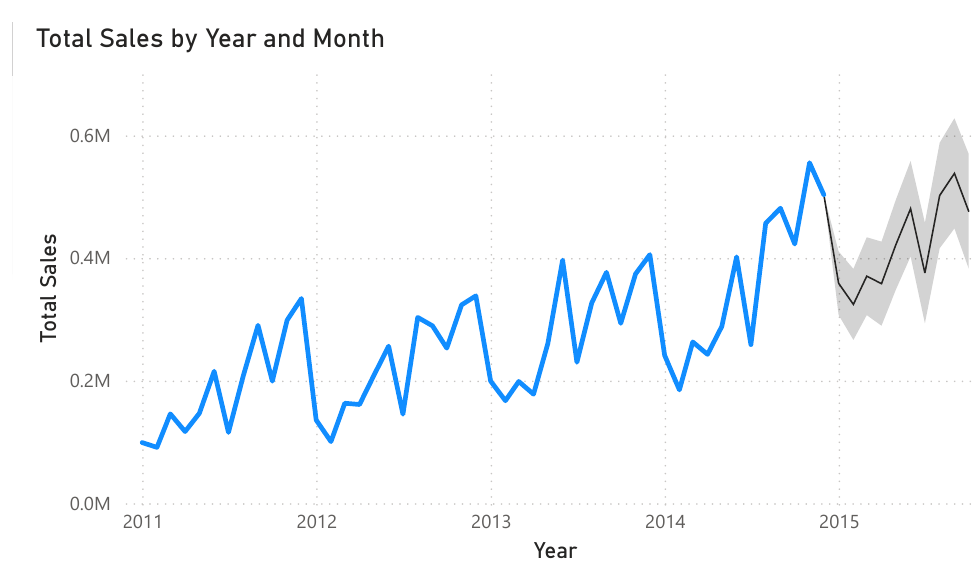 Total Sales by Year and Month
0.6M
0.4M
0.2M
0.0M
Total Sales
2011 2012 2013 2014 2015
Year